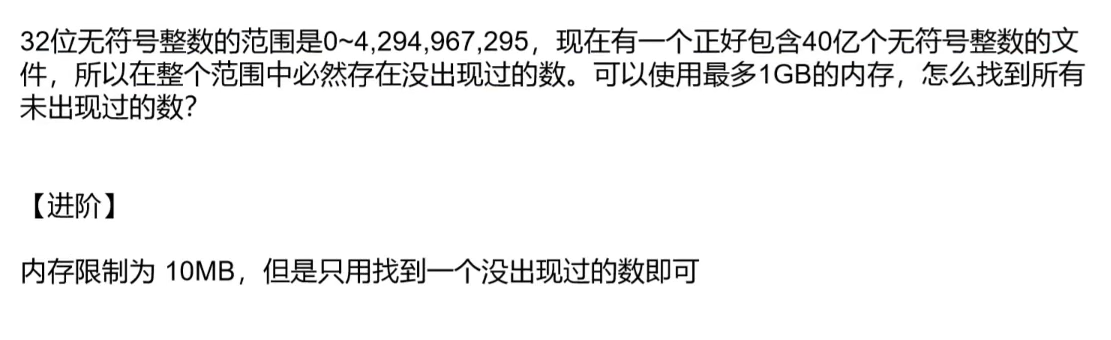 32位无符号整数的范围是0~4,294,967,295，现在有一个正好包含40亿个无符号整数的文
件，所以在整个范围中必然存在没出现过的数。可以使用最多1GB的内存，怎么找到所有
未出现过的数？
【进阶】
内存限制为 10MB，但是只用找到一个没出现过的数即可